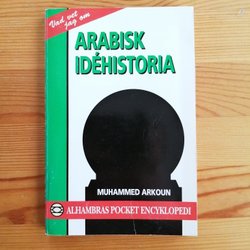 Vad vet
jag om
ARABISK
IDÉHISTORIA
MUHAMMED ARKOUN
ALHAMBRAS POCKET ENCYKLOPEDI